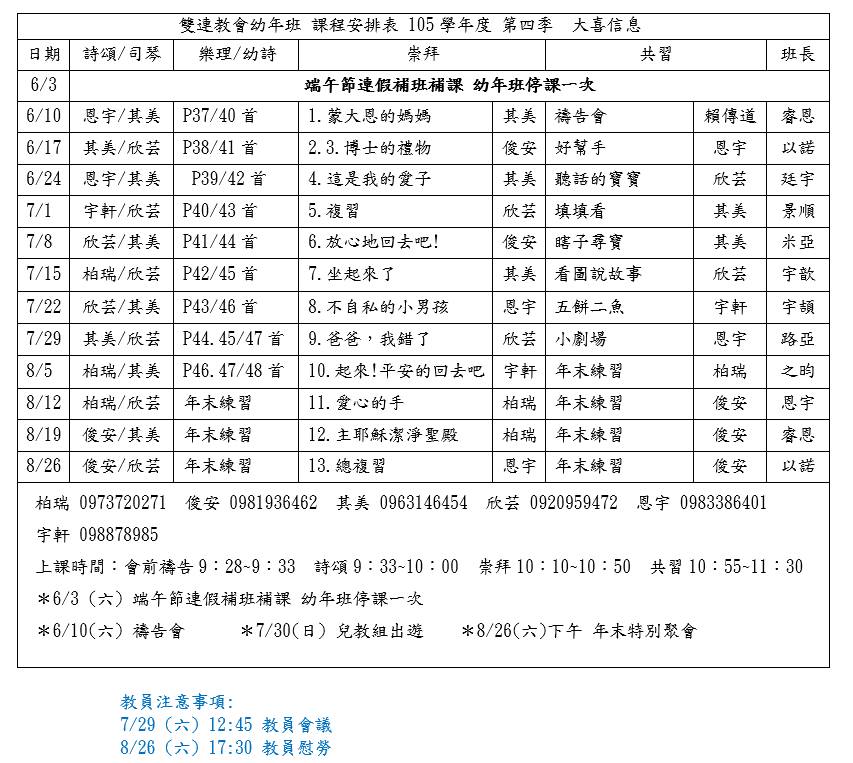 雙連教會幼年班 課程安排表 105 學年度 第四季 大喜信息
日期 詩頌/司琴 樂理/幼詩 崇拜 共習 班長
6/3 端午節連假補班補課 幼年班停課一次
6/10 恩宇/其美 P37/40 首 1.蒙大恩的媽媽 其美 禱告會 賴傳道 睿恩
6/17 其美/欣芸 P38/41 首 2.3.博士的禮物 俊安 好幫手 恩宇 以諾
6/24 恩宇/其美 P39/42 首 4.這是我的愛子 其美 聽話的寶寶 欣芸 廷宇
7/1 宇軒/欣芸 P40/43 首 5.複習 欣芸 填填看 其美 景順
7/8 欣芸/其美 P41/44 首 6.放心地回去吧! 俊安 瞎子尋寶 其美 米亞
7/15 柏瑞/欣芸 P42/45 首 7.坐起來了 其美 看圖說故事 欣芸 宇歆
7/22 欣芸/其美 P43/46 首 8.不自私的小男孩 恩宇 五餅二魚 宇軒 宇頡
7/29 其美/欣芸 P44.45/47 首 9.爸爸，我錯了 欣芸 小劇場 恩宇 路亞
8/5 柏瑞/其美 P46.47/48 首 10.起來!平安的回去吧 宇軒 年末練習 柏瑞 之昀
8/12 柏瑞/欣芸 年末練習 11.愛心的手 柏瑞 年末練習 俊安 恩宇
8/19 俊安/其美 年末練習 12.主耶穌潔淨聖殿 柏瑞 年末練習 俊安 睿恩
8/26 俊安/欣芸 年末練習 13.總複習 恩宇 年末練習 俊安 以諾
柏瑞 0973720271 俊安 0981936462 其美 0963146454 欣芸 0920959472 恩宇 0983386401
宇軒 098878985
上課時間：會前禱告 9：28~9：33 詩頌 9：33~10：00 崇拜 10：10~10：50 共習 10：55~11：30
＊6/3 (六) 端午節連假補班補課 幼年班停課一次
＊6/10(六) 禱告會 ＊7/30(日) 兒教組出遊 ＊8/26(六)下午 年末特別聚會
教員注意事項:
7/29 (六) 12:45 教員會議
8/26 (六) 17:30 教員慰勞